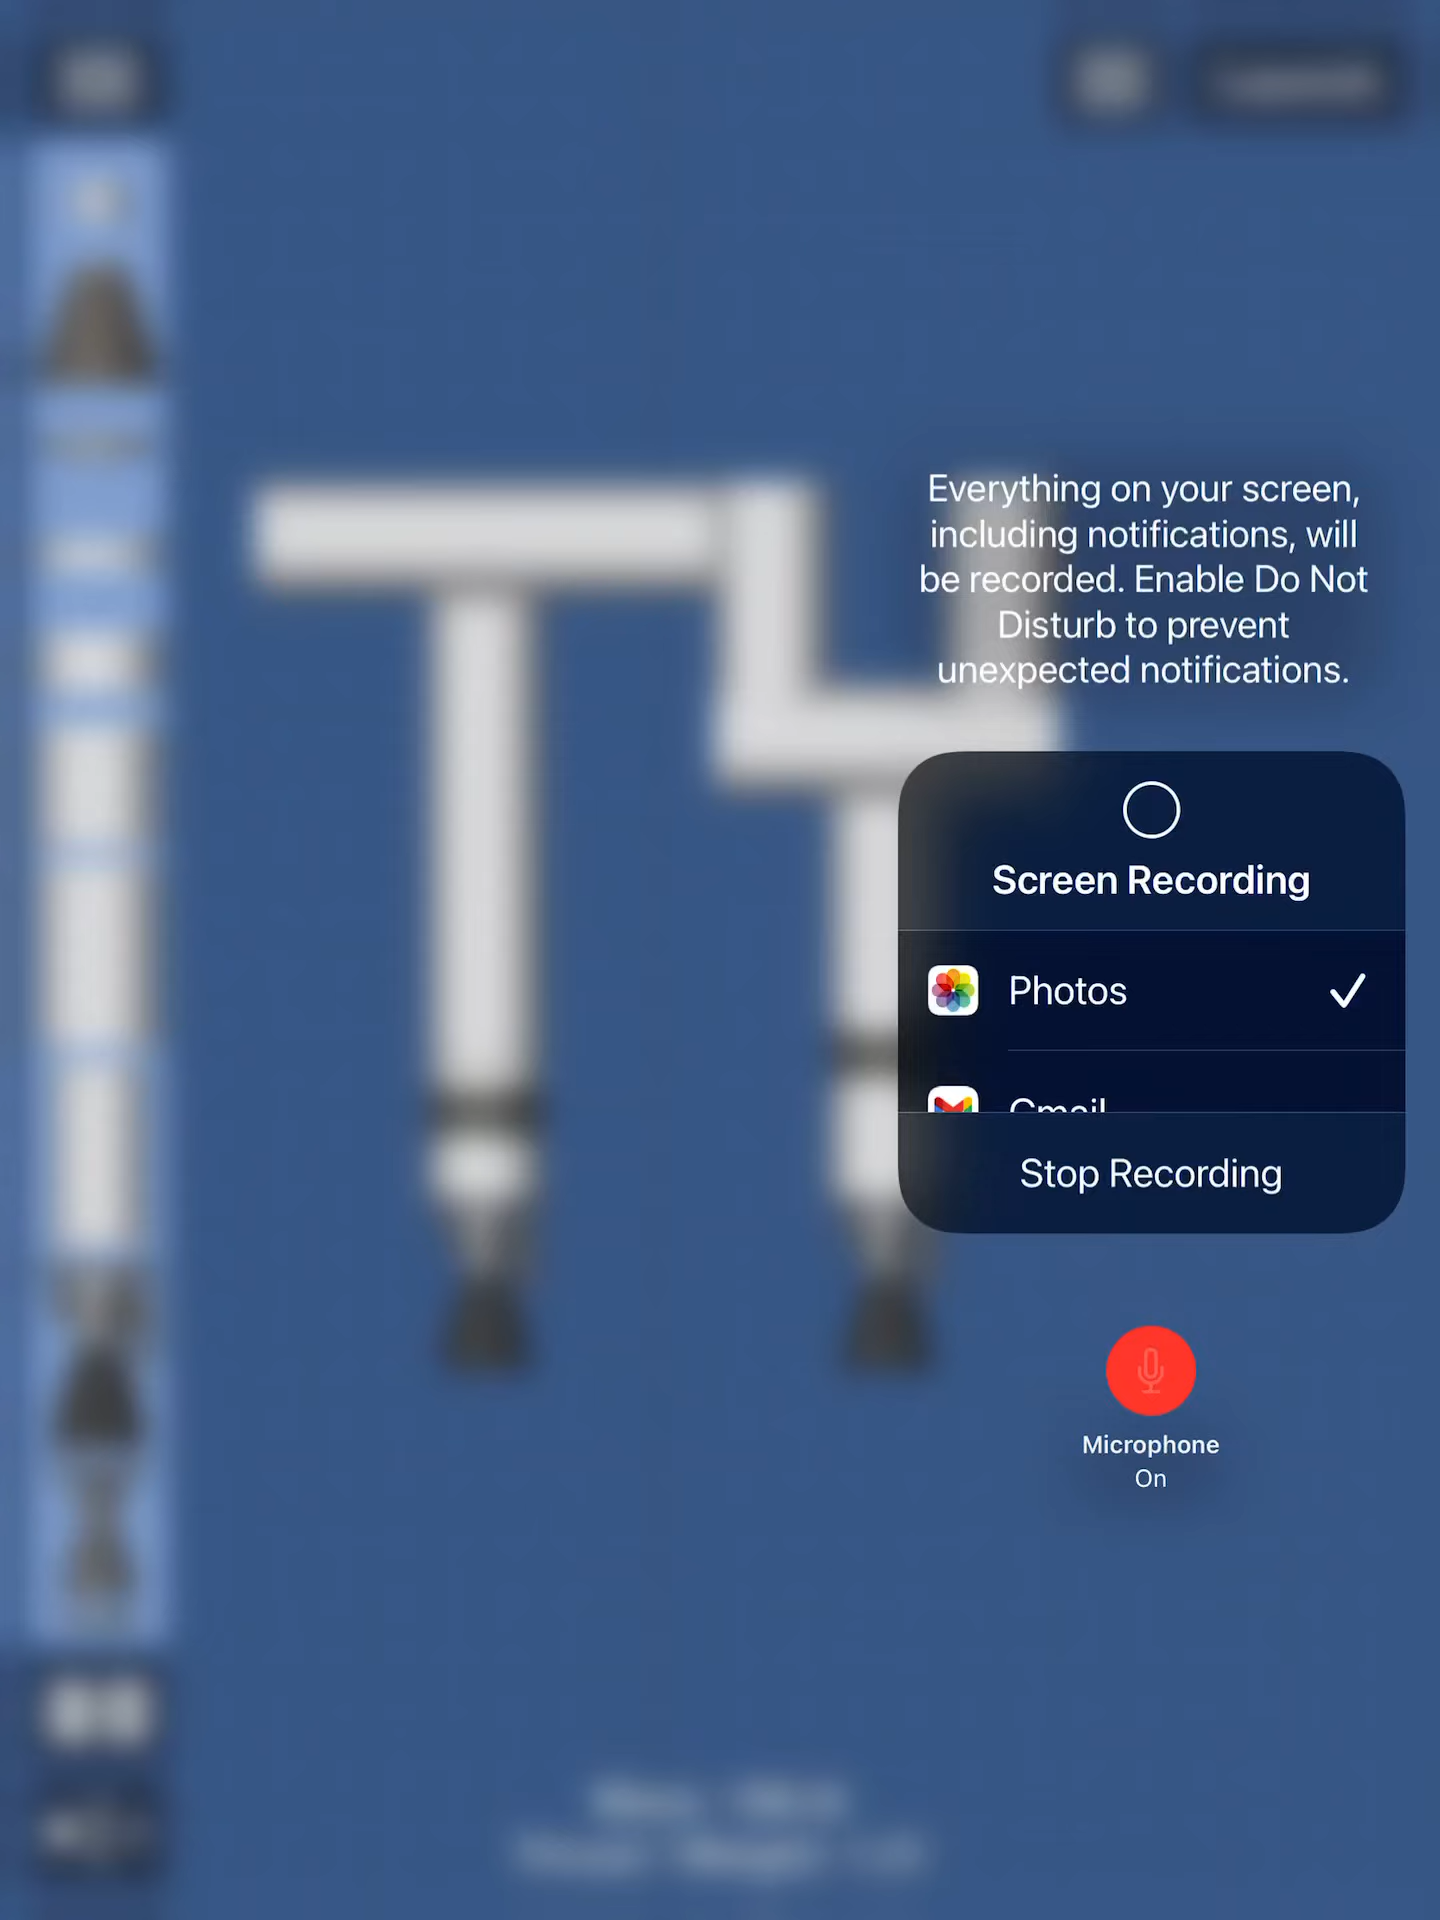 Everything on your screen,
including notifications, will
be recorded. Enable Do Not
Disturb to prevent
unexpected notifications.
Screen Recording
Photos
Gmail
Stop Recording
Microphone
On